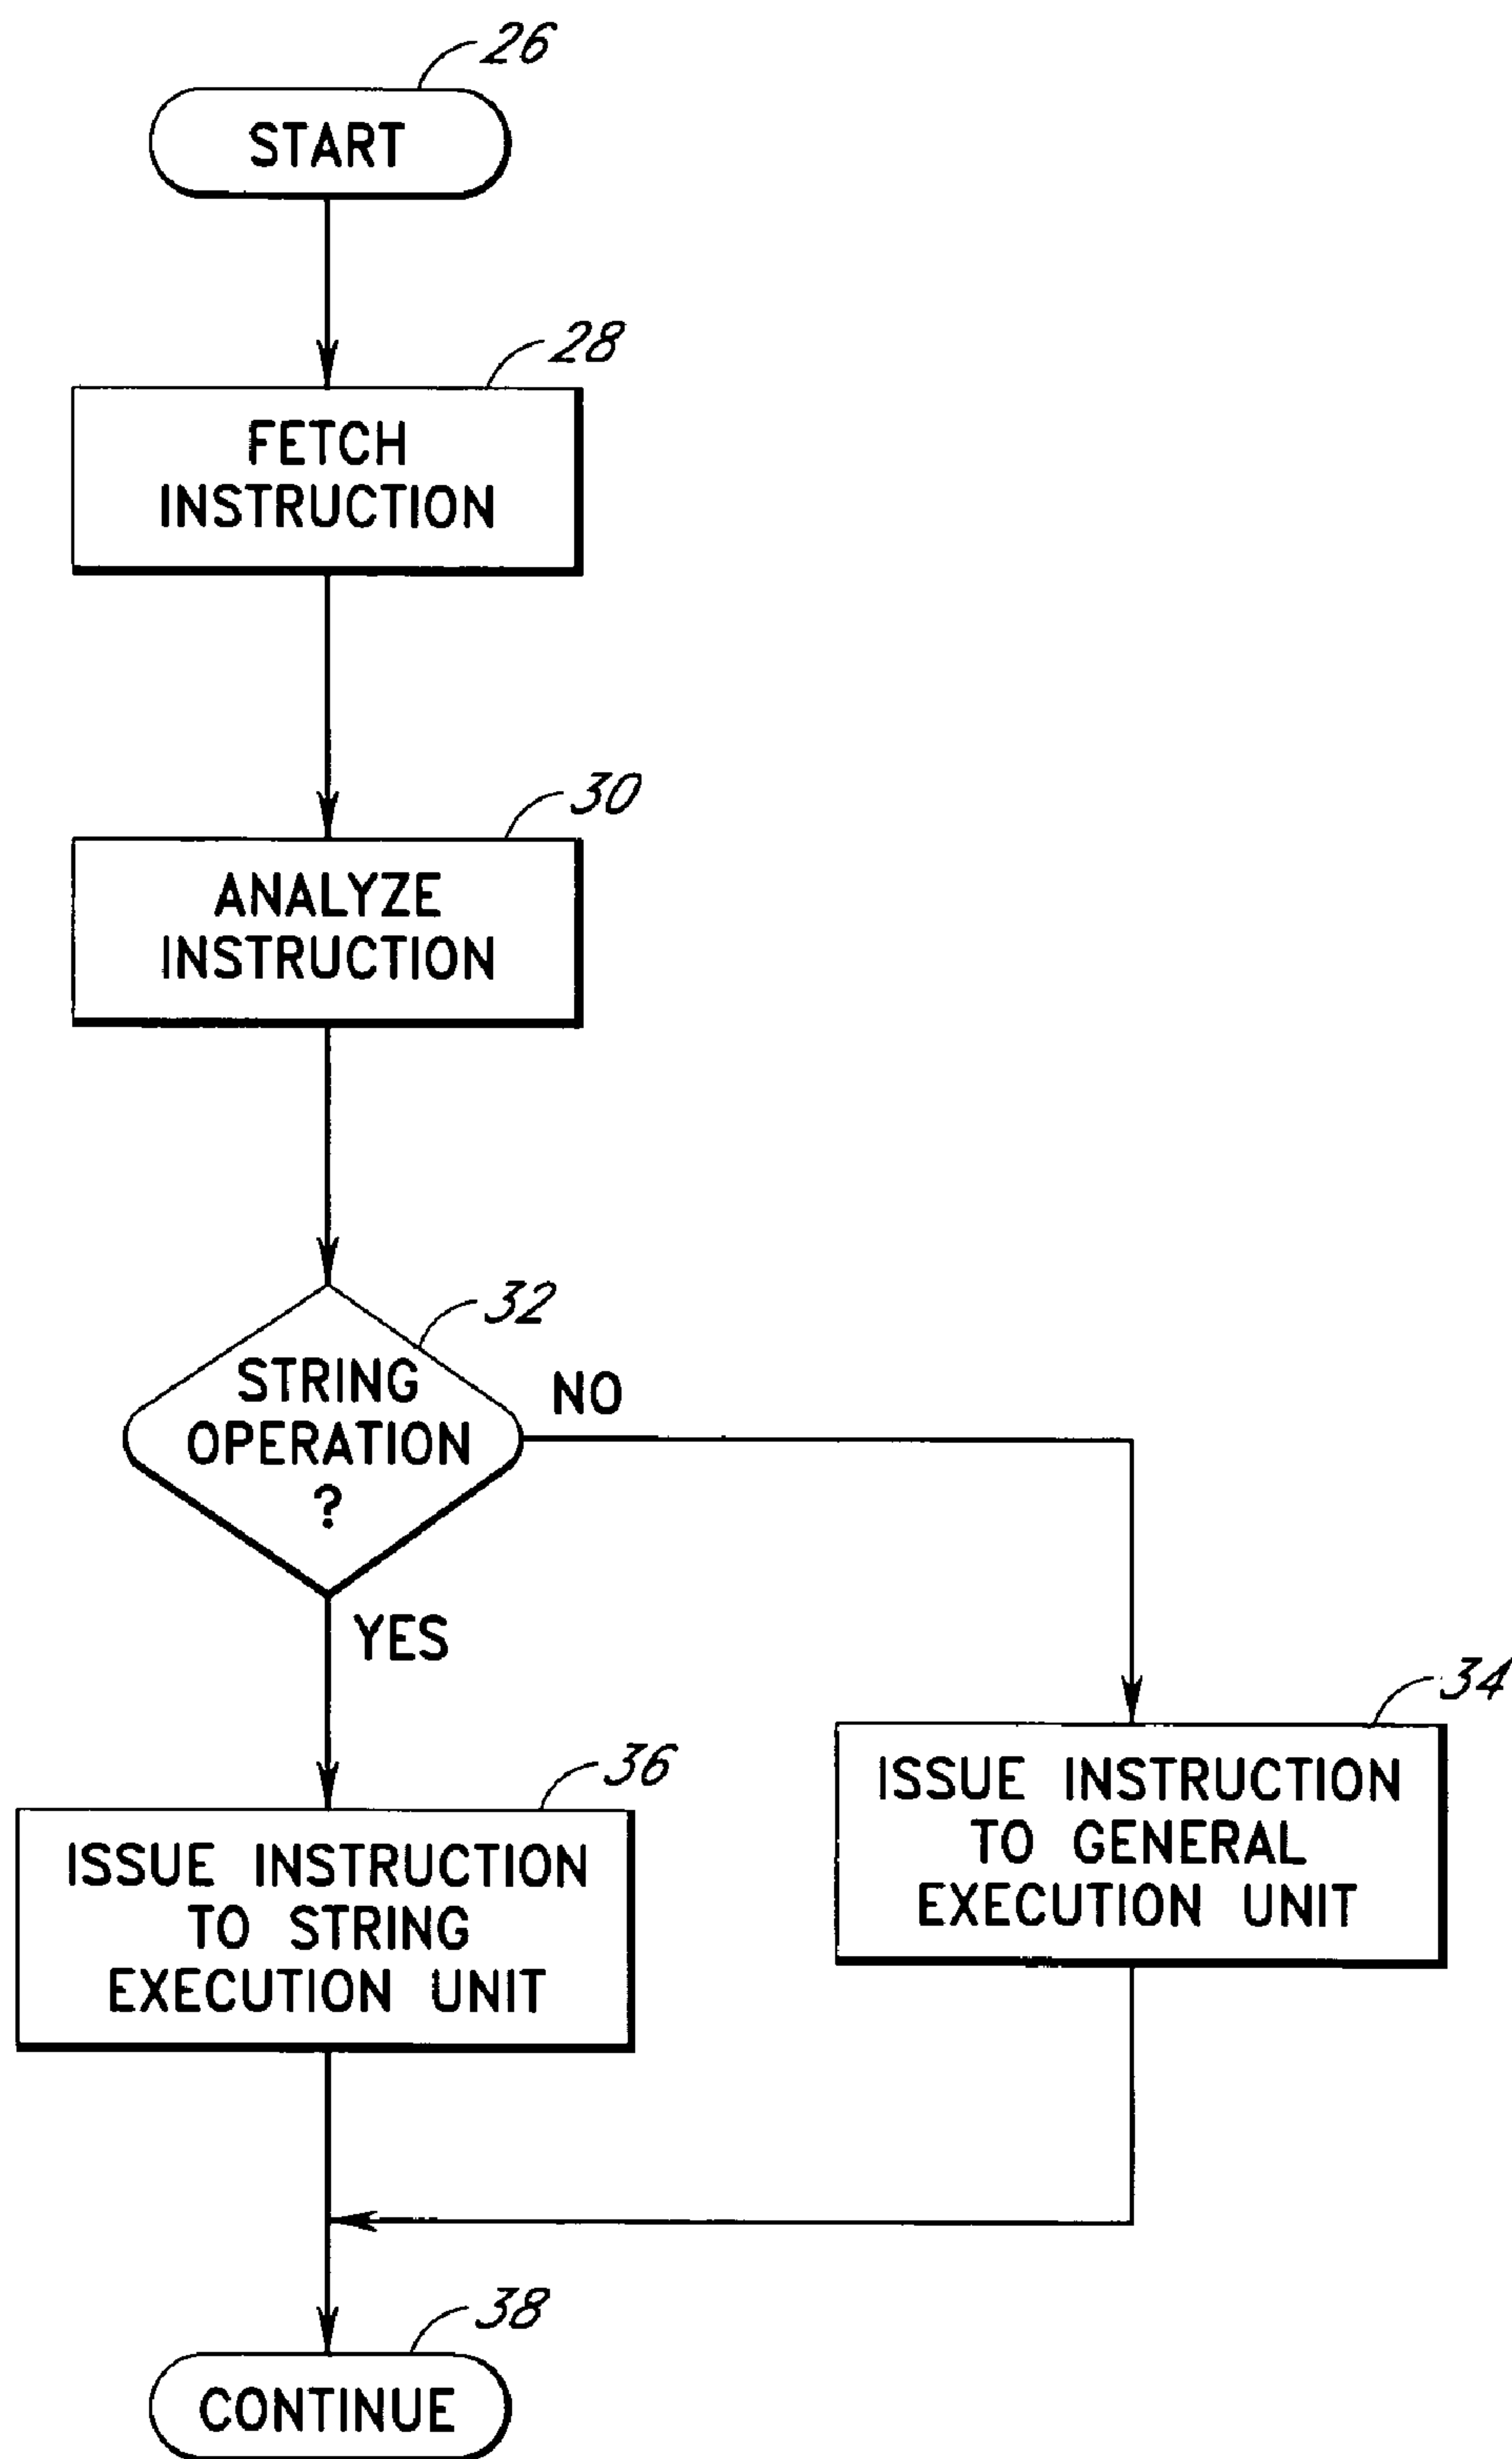 26
START
28
FETCH
INSTRUCTION
30
ANALYZE
INSTRUCTION
32
STRING
OPERATION
?
NO
YES
34
ISSUE INSTRUCTION
TO GENERAL
EXECUTION UNIT
36
ISSUE INSTRUCTION
TO STRING
EXECUTION UNIT
38
CONTINUE